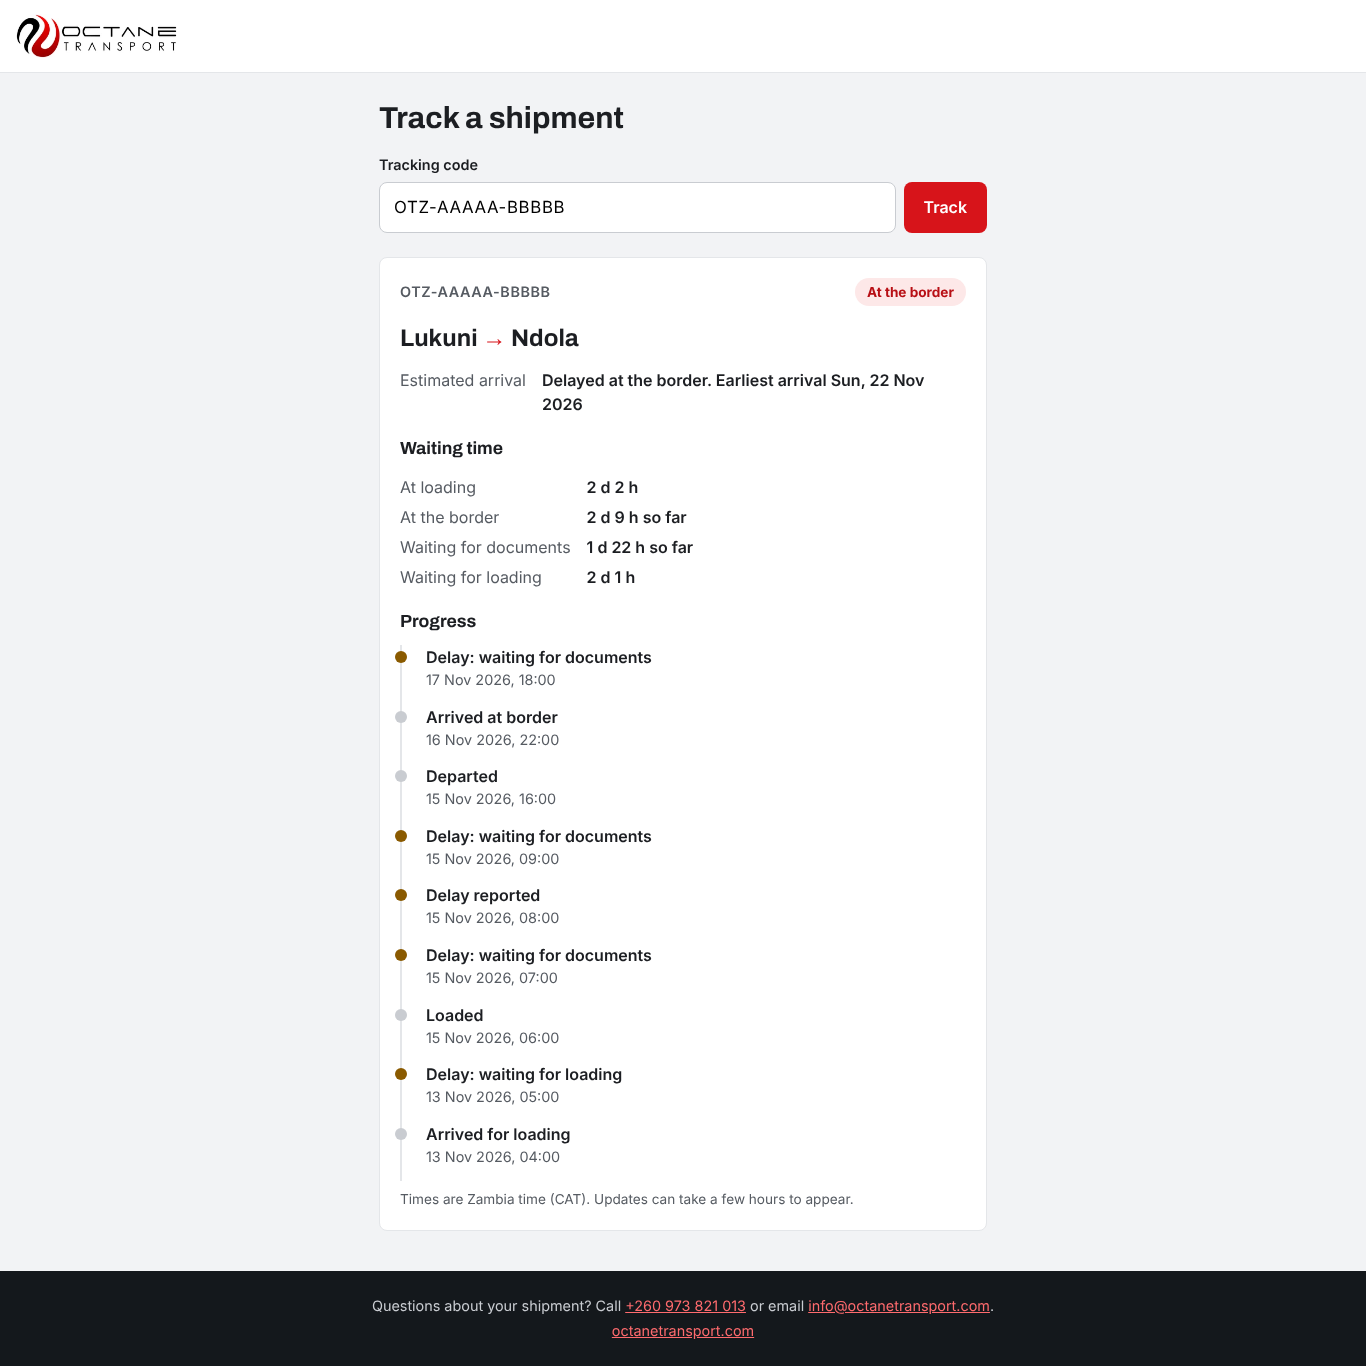 OCTANE
TRANSPORT
Track a shipment
Tracking code
OTZ-AAAAA-BBBBB
Track
OTZ-AAAAA-BBBBB
At the border
Lukuni → Ndola
Estimated arrival
Delayed at the border. Earliest arrival Sun, 22 Nov
2026
Waiting time
At loading 2 d 2 h
At the border 2 d 9 h so far
Waiting for documents 1 d 22 h so far
Waiting for loading 2 d 1 h
Progress
Delay: waiting for documents
17 Nov 2026, 18:00
Arrived at border
16 Nov 2026, 22:00
Departed
15 Nov 2026, 16:00
Delay: waiting for documents
15 Nov 2026, 09:00
Delay reported
15 Nov 2026, 08:00
Delay: waiting for documents
15 Nov 2026, 07:00
Loaded
15 Nov 2026, 06:00
Delay: waiting for loading
13 Nov 2026, 05:00
Arrived for loading
13 Nov 2026, 04:00
Times are Zambia time (CAT). Updates can take a few hours to appear.
Questions about your shipment? Call +260 973 821 013 or email info@octanetransport.com.
octanetransport.com